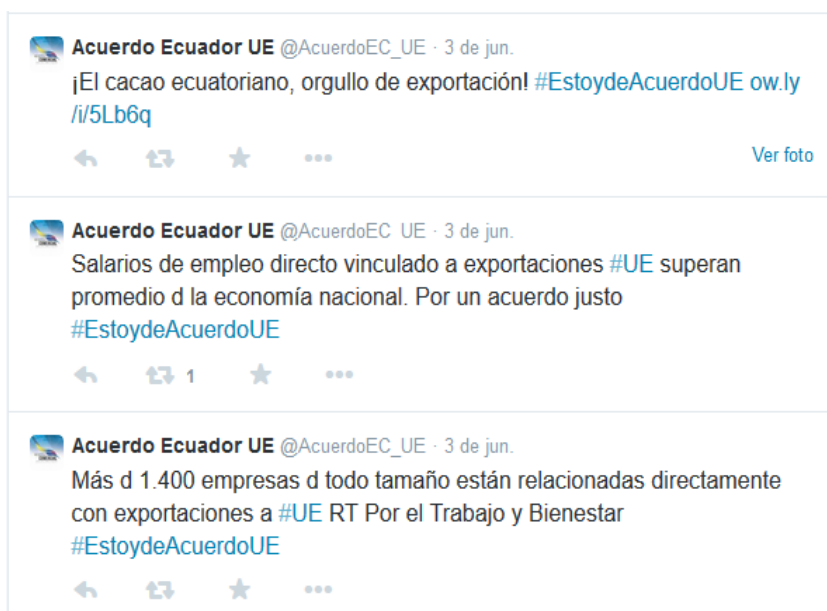 Acuerdo Ecuador UE @AcuerdoEC_UE · 3 de jun.
¡El cacao ecuatoriano, orgullo de exportación! #EstoydeAcuerdoUE ow.ly
/i/5Lb6q
Ver foto
Acuerdo Ecuador UE @AcuerdoEC_UE · 3 de jun.
Salarios de empleo directo vinculado a exportaciones #UE superan
promedio d la economía nacional. Por un acuerdo justo
#EstoydeAcuerdoUE
1
Acuerdo Ecuador UE @AcuerdoEC_UE · 3 de jun.
Más d 1.400 empresas d todo tamaño están relacionadas directamente
con exportaciones a #UE RT Por el Trabajo y Bienestar
#EstoydeAcuerdoUE